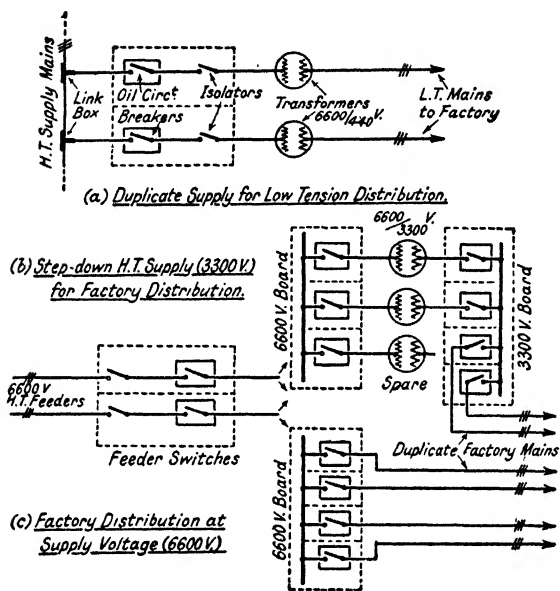 H.T. Supply Mains
Link
Box
Oil Circt.
Breakers
Isolators
Transformers
6600/440 V.
L.T. Mains
to Factory
(a) Duplicate Supply for Low Tension Distribution.
(b) Step-down H.T. Supply (3300 V.)
for Factory Distribution.
6600/3300 V.
6600 V. Board
3300 V. Board
Spare
6600 V
H.T. Feeders
Feeder Switches
Duplicate Factory Mains
6600 V. Board
(c) Factory Distribution at
Supply Voltage (6600 V.)